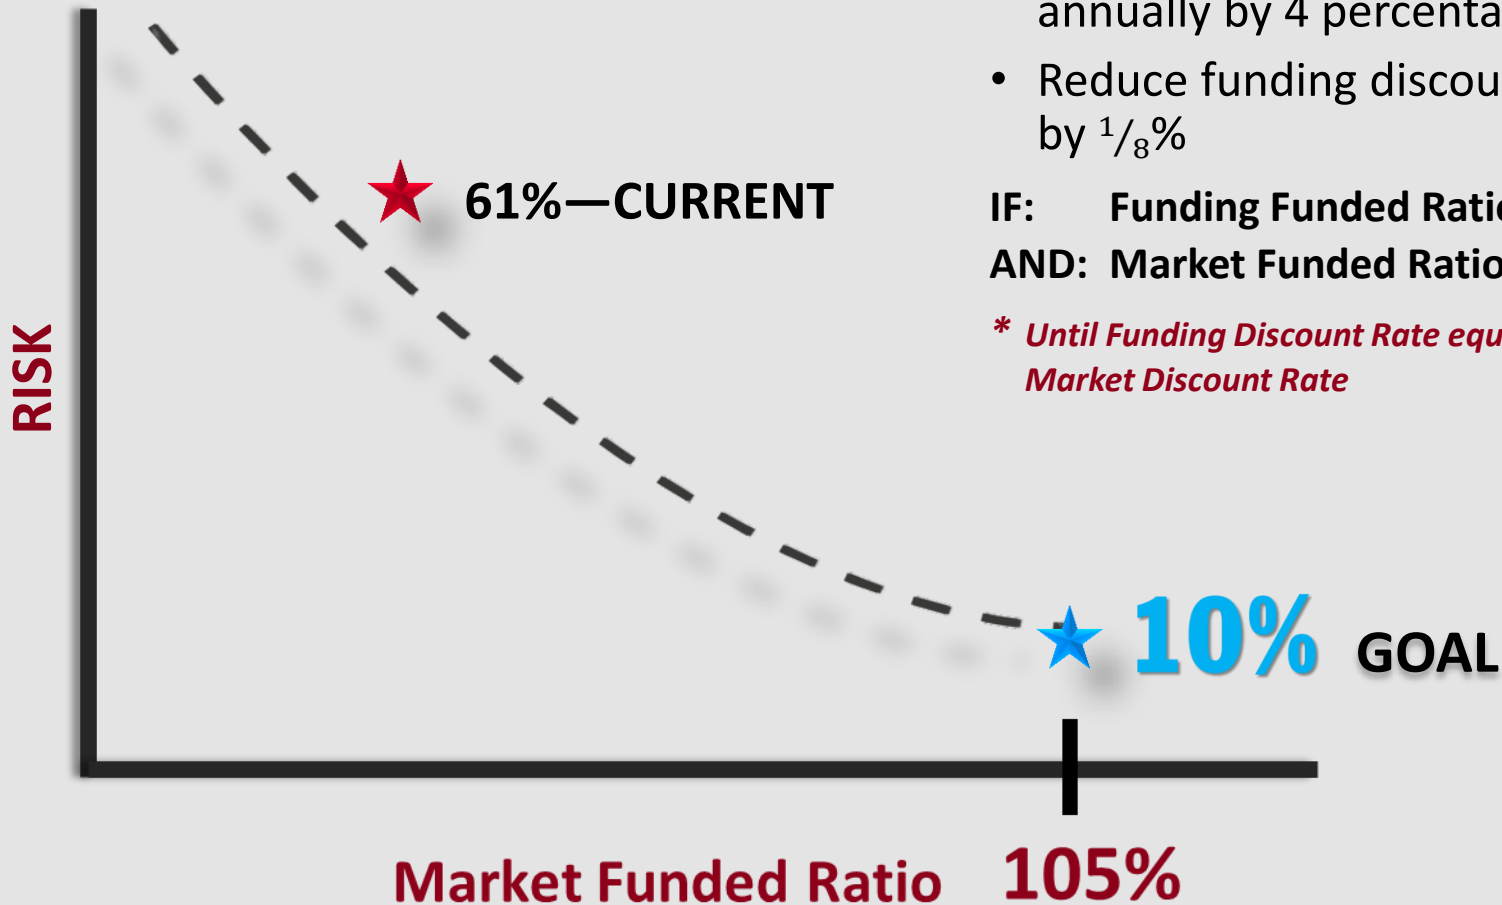 annually by 4 percenta
• Reduce funding discou
by 1/8%
IF: Funding Funded Ratio
AND: Market Funded Ratio
* Until Funding Discount Rate equ
Market Discount Rate
61%—CURRENT
RISK
10% GOAL
Market Funded Ratio 105%